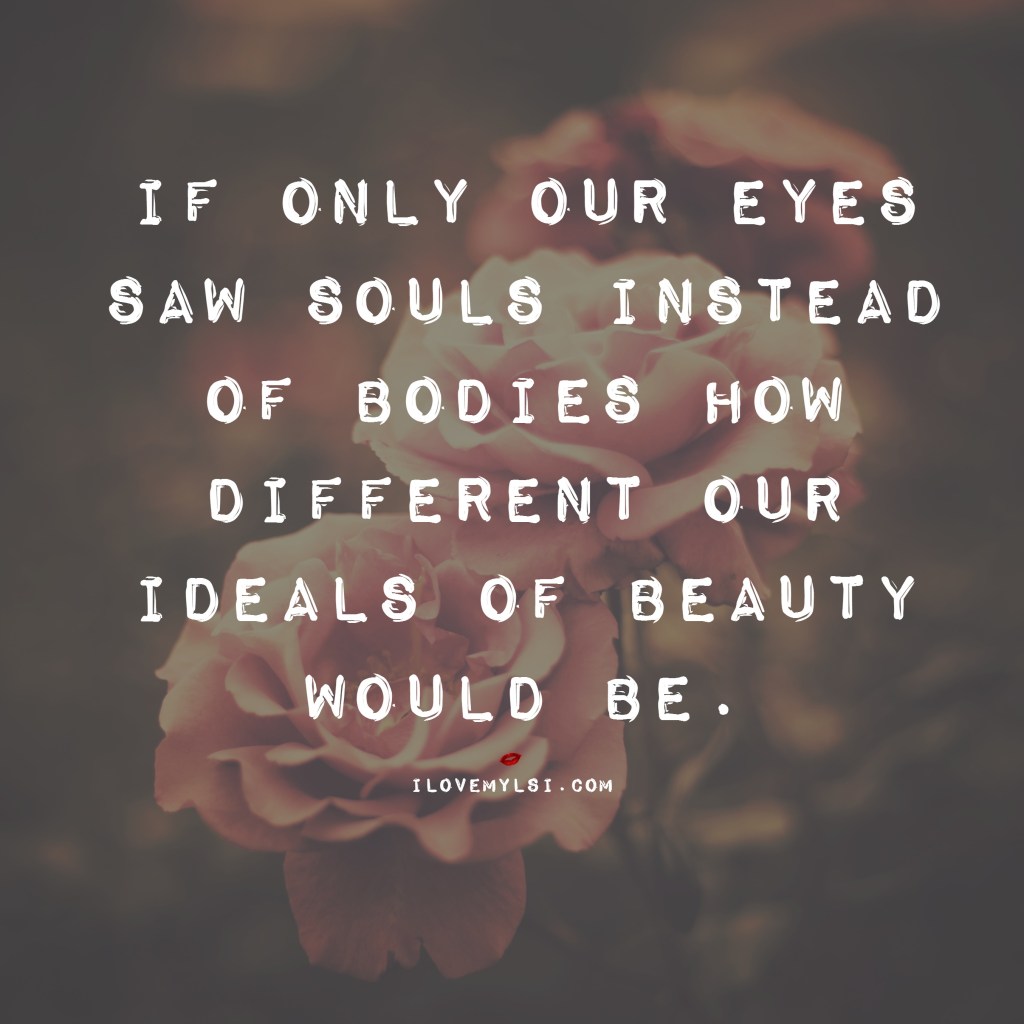 IF ONLY OUR EYES
SAW SOULS INSTEAD
OF BODIES HOW
DIFFERENT OUR
IDEALS OF BEAUTY
WOULD BE.
ILOVEMYLSI.COM